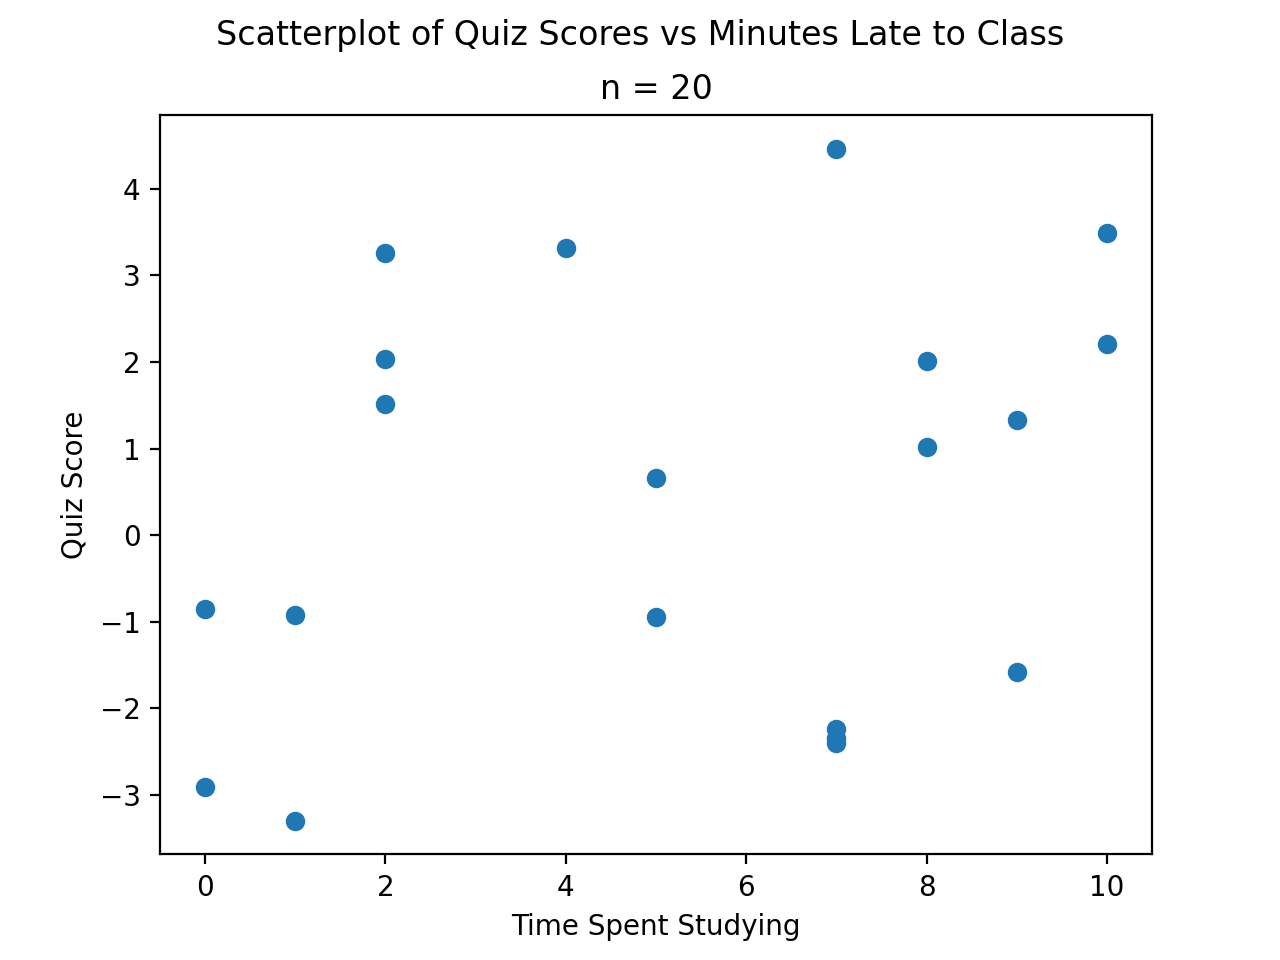 Scatterplot of Quiz Scores vs Minutes Late to Class
n = 20
4
3
2
1
0
−1
−2
−3
Quiz Score
0 2 4 6 8 10
Time Spent Studying